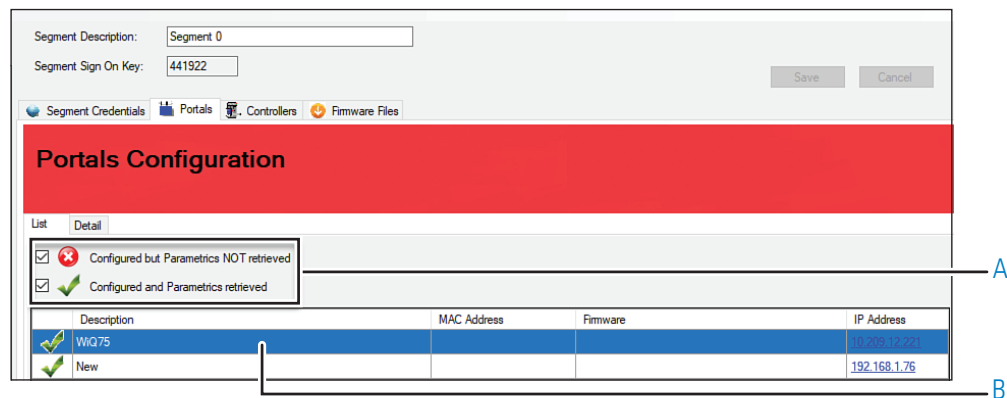 Segment Description: Segment 0
Segment Sign On Key: 441922
Save Cancel
Segment Credentials Portals Controllers Firmware Files
Portals Configuration
List Detail
Configured but Parametrics NOT retrieved
A
Configured and Parametrics retrieved
Description MAC Address Firmware IP Address
WiQ75 10.209.12.221
New 192.168.1.76
B